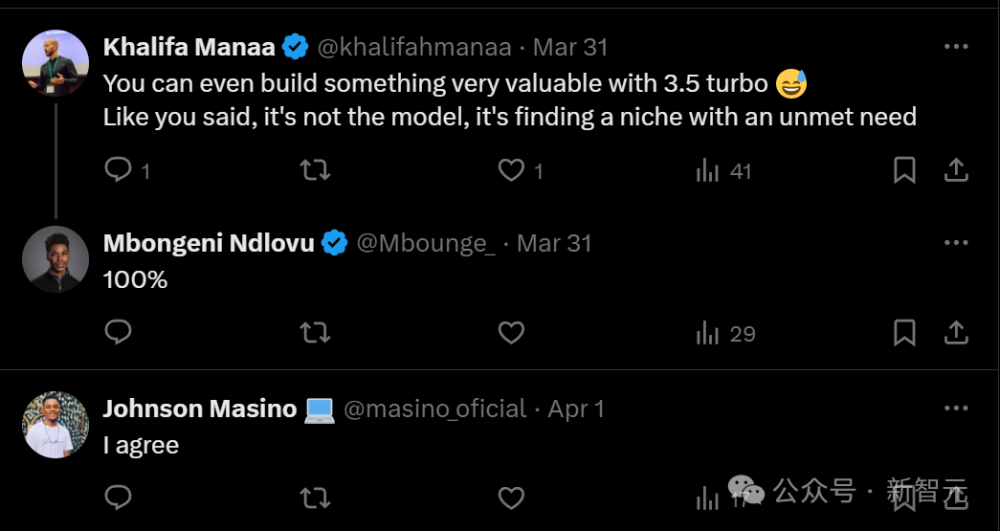 Khalifa Manaa @khalifahmanaa · Mar 31
You can even build something very valuable with 3.5 turbo 😅
Like you said, it's not the model, it's finding a niche with an unmet need
1 1 41
Mbongeni Ndlovu @Mbounge_ · Mar 31
100%
29
Johnson Masino 💻 @masino_oficial · Apr 1
I agree
公众号 · 新智元